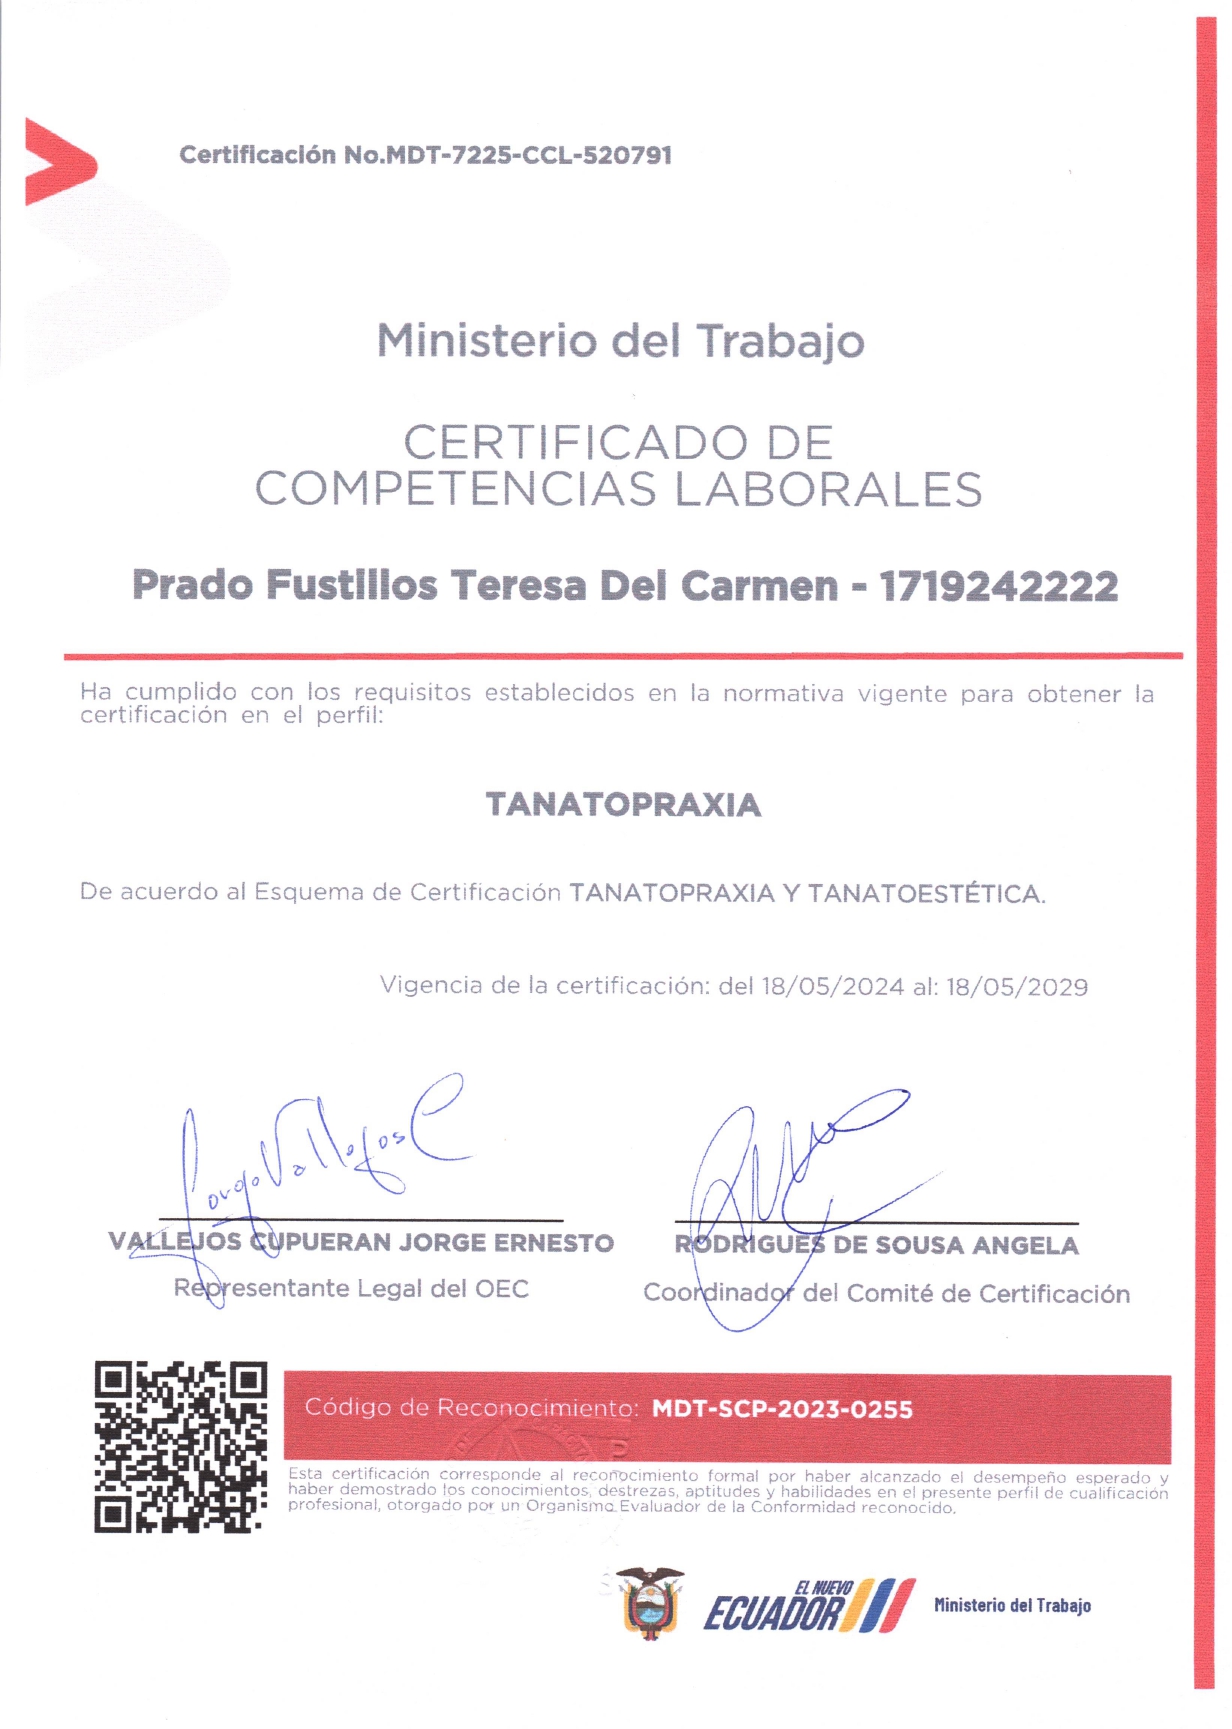 Certificación No.MDT-7225-CCL-520791
Ministerio del Trabajo
CERTIFICADO DE
COMPETENCIAS LABORALES
Prado Fustillos Teresa Del Carmen - 1719242222
Ha cumplido con los requisitos establecidos en la normativa vigente para obtener la
certificación en el perfil:
TANATOPRAXIA
De acuerdo al Esquema de Certificación TANATOPRAXIA Y TANATOESTÉTICA.
Vigencia de la certificación: del 18/05/2024 al: 18/05/2029
Jorge Vallejos C
VALLEJOS CUPUERAN JORGE ERNESTO
Representante Legal del OEC
RODRIGUES DE SOUSA ANGELA
Coordinador del Comité de Certificación
Código de Reconocimiento: MDT-SCP-2023-0255
Esta certificación corresponde al reconocimiento formal por haber alcanzado el desempeño esperado y
haber demostrado los conocimientos, destrezas, aptitudes y habilidades en el presente perfil de cualificación
profesional, otorgado por un Organismo Evaluador de la Conformidad reconocido.
EL NUEVO
ECUADOR
Ministerio del Trabajo